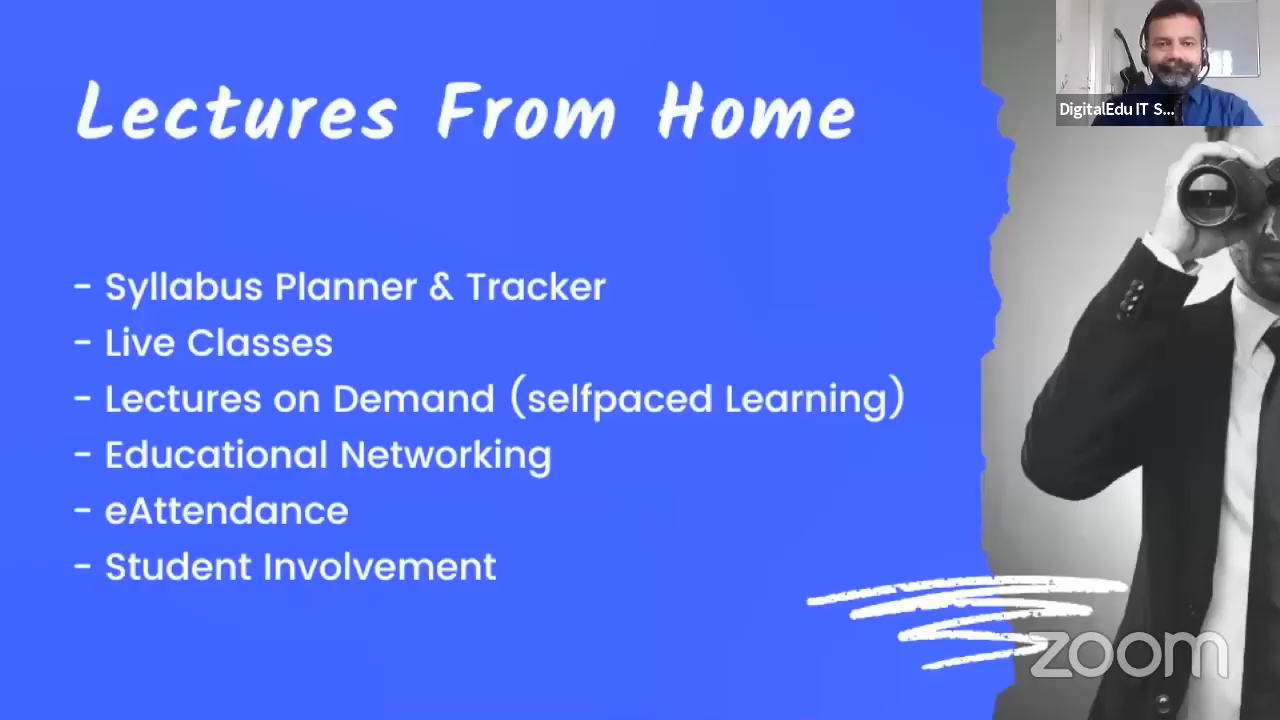 Lectures From Home
DigitalEdu IT S...
- Syllabus Planner & Tracker
- Live Classes
- Lectures on Demand (selfpaced Learning)
- Educational Networking
- eAttendance
- Student Involvement
zoom